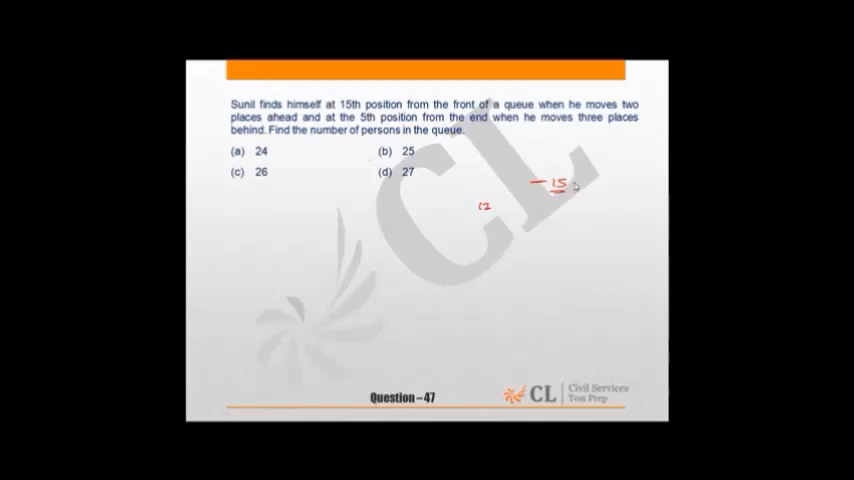 Sunil finds himself at 15th position from the front of a queue when he moves two
places ahead and at the 5th position from the end when he moves three places
behind. Find the number of persons in the queue.
(a) 24 (b) 25
(c) 26 (d) 27
— 15
12
CL
Question – 47
CL Civil Services
Test Prep